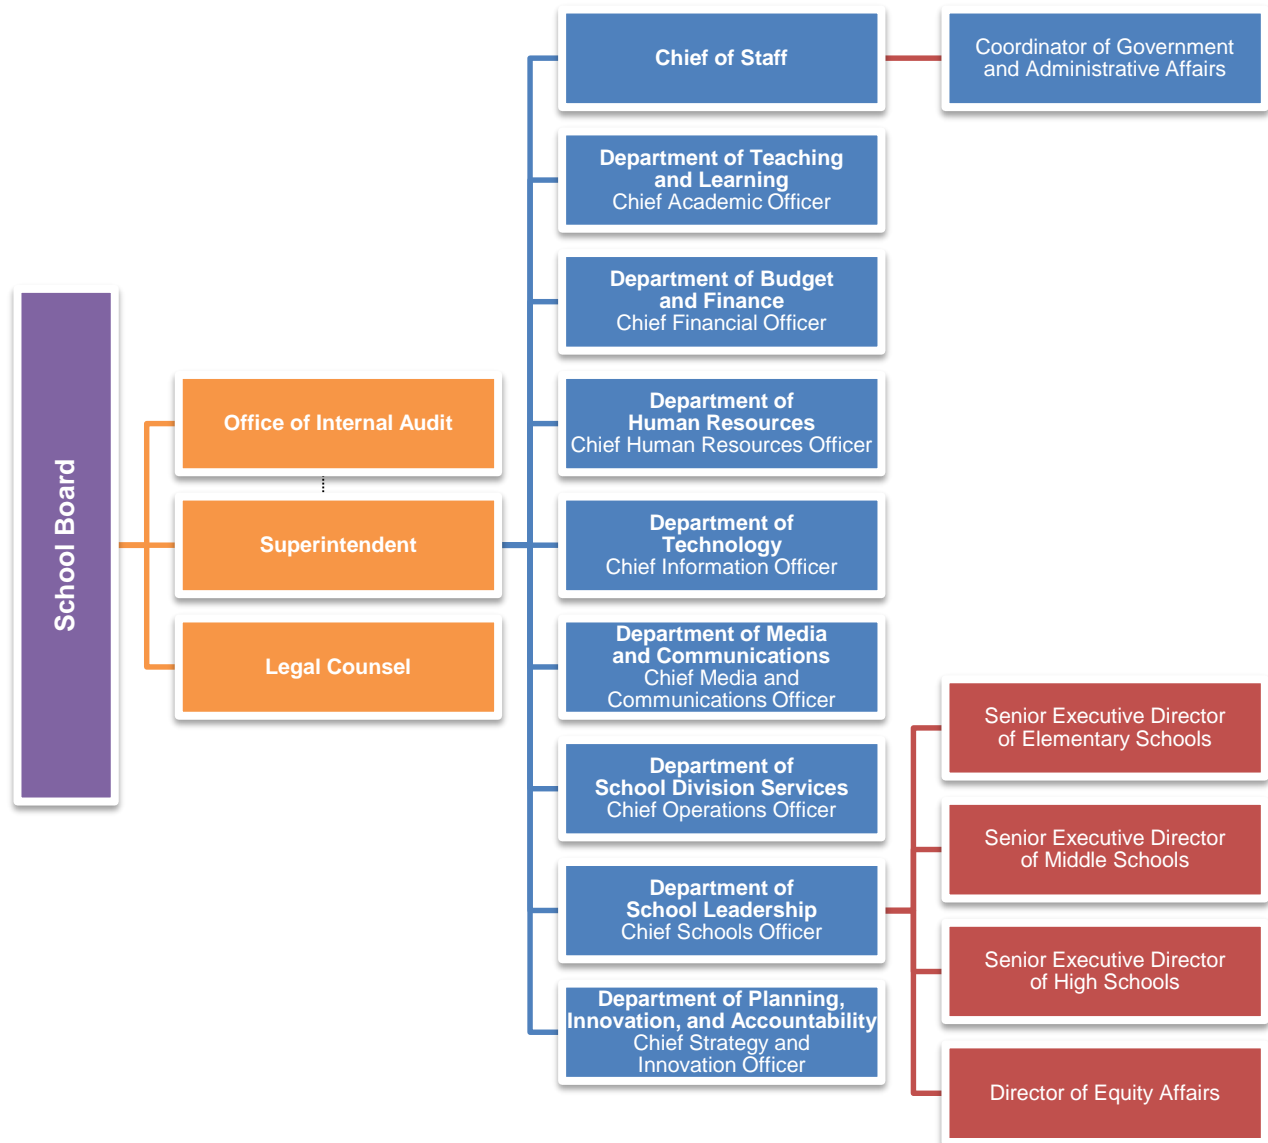 School Board
Office of Internal Audit
Superintendent
Legal Counsel
Chief of Staff
Coordinator of Government
and Administrative Affairs
Department of Teaching
and Learning
Chief Academic Officer
Department of Budget
and Finance
Chief Financial Officer
Department of
Human Resources
Chief Human Resources Officer
Department of
Technology
Chief Information Officer
Department of Media
and Communications
Chief Media and
Communications Officer
Department of
School Division Services
Chief Operations Officer
Department of
School Leadership
Chief Schools Officer
Senior Executive Director
of Elementary Schools
Senior Executive Director
of Middle Schools
Senior Executive Director
of High Schools
Director of Equity Affairs
Department of Planning,
Innovation, and Accountability
Chief Strategy and
Innovation Officer